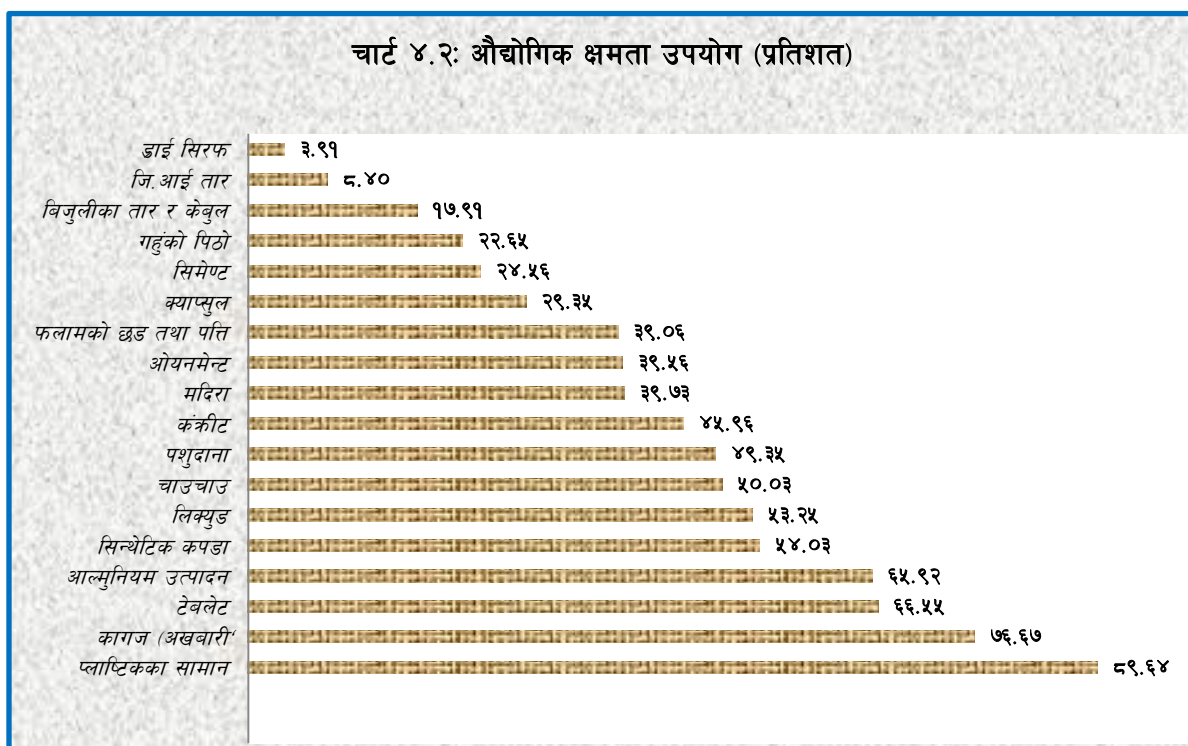 चार्ट ४.२: औद्योगिक क्षमता उपयोग (प्रतिशत)
ड्राई सिरफ ३.९१
जि.आई तार ८.४०
बिजुलीका तार र केबुल १७.९१
गहुंको पिठो २२.६५
सिमेण्ट २४.५६
क्याप्सुल २९.३५
फलामको छड तथा पत्ति ३९.०६
ओयनमेन्ट ३९.५६
मदिरा ३९.७३
कंक्रीट ४५.९६
पशुदाना ४९.३५
चाउचाउ ५०.०३
लिक्युड ५३.२५
सिन्थेटिक कपडा ५४.०३
आल्मुनियम उत्पादन ६५.९२
टेबलेट ६६.५५
कागज (अखबारी' ७६.६७
प्लाष्टिकका सामान ८९.६४